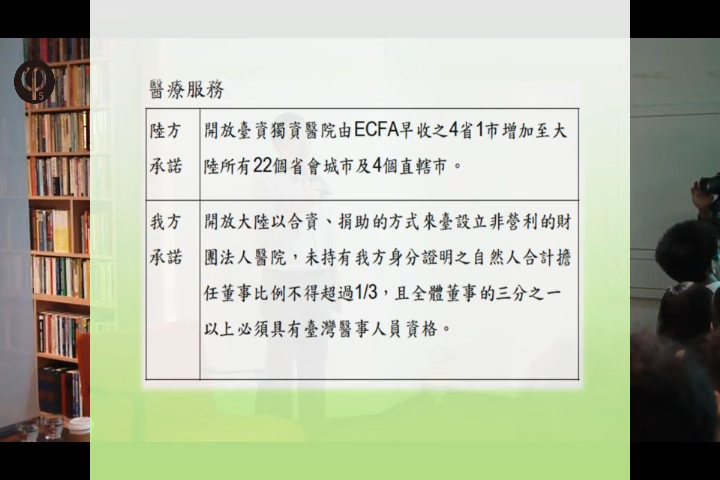 φ5
醫療服務
陸方
承諾
開放臺資獨資醫院由ECFA早收之4省1市增加至大
陸所有22個省會城市及4個直轄市。
我方
承諾
開放大陸以合資、捐助的方式來臺設立非營利的財
團法人醫院，未持有我方身分證明之自然人合計擔
任董事比例不得超過1/3，且全體董事的三分之一
以上必須具有臺灣醫事人員資格。